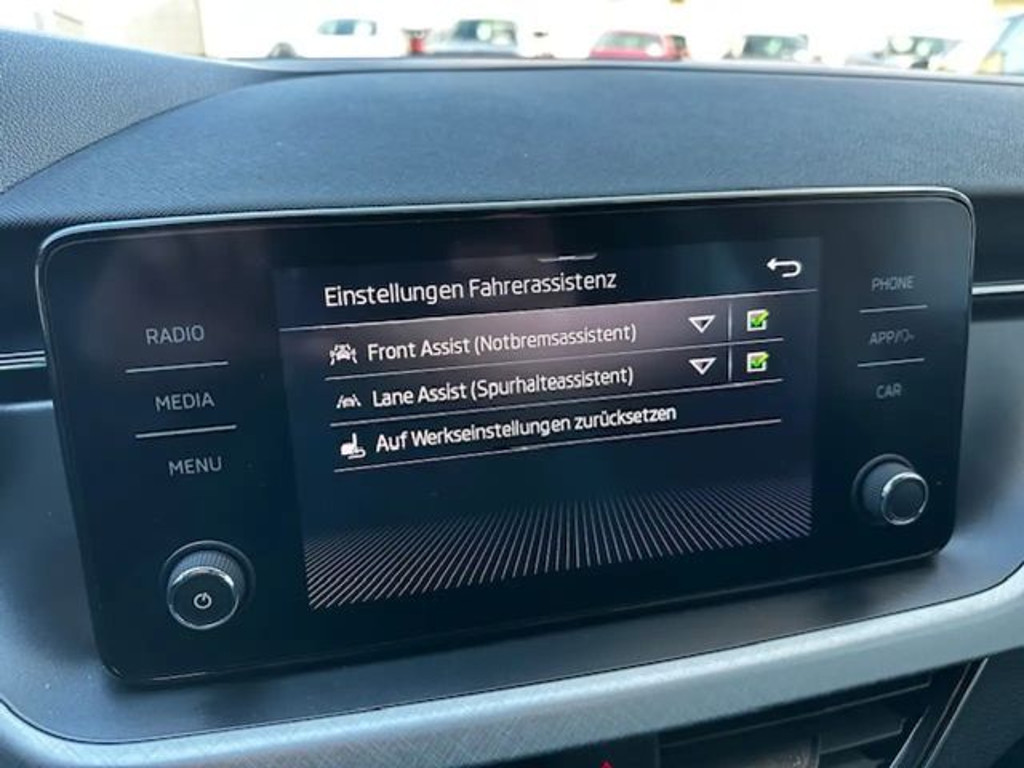 RADIO
MEDIA
MENU
Einstellungen Fahrerassistenz
Front Assist (Notbremsassistent)
Lane Assist (Spurhalteassistent)
Auf Werkseinstellungen zurücksetzen
PHONE
APP/
CAR